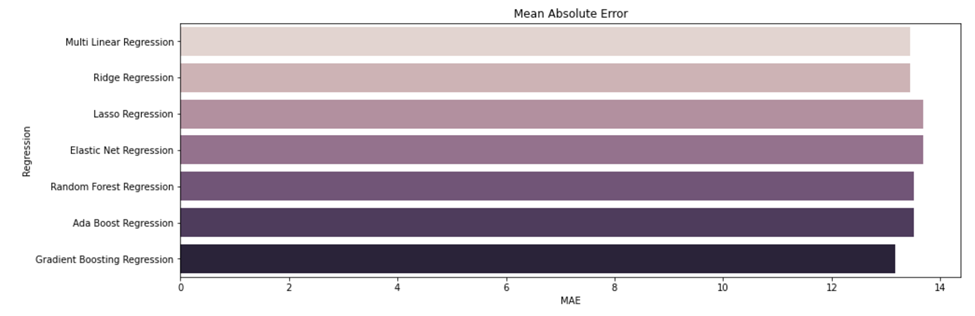 Mean Absolute Error
Multi Linear Regression
Ridge Regression
Lasso Regression
Elastic Net Regression
Random Forest Regression
Ada Boost Regression
Gradient Boosting Regression
Regression
0 2 4 6 8 10 12 14
MAE